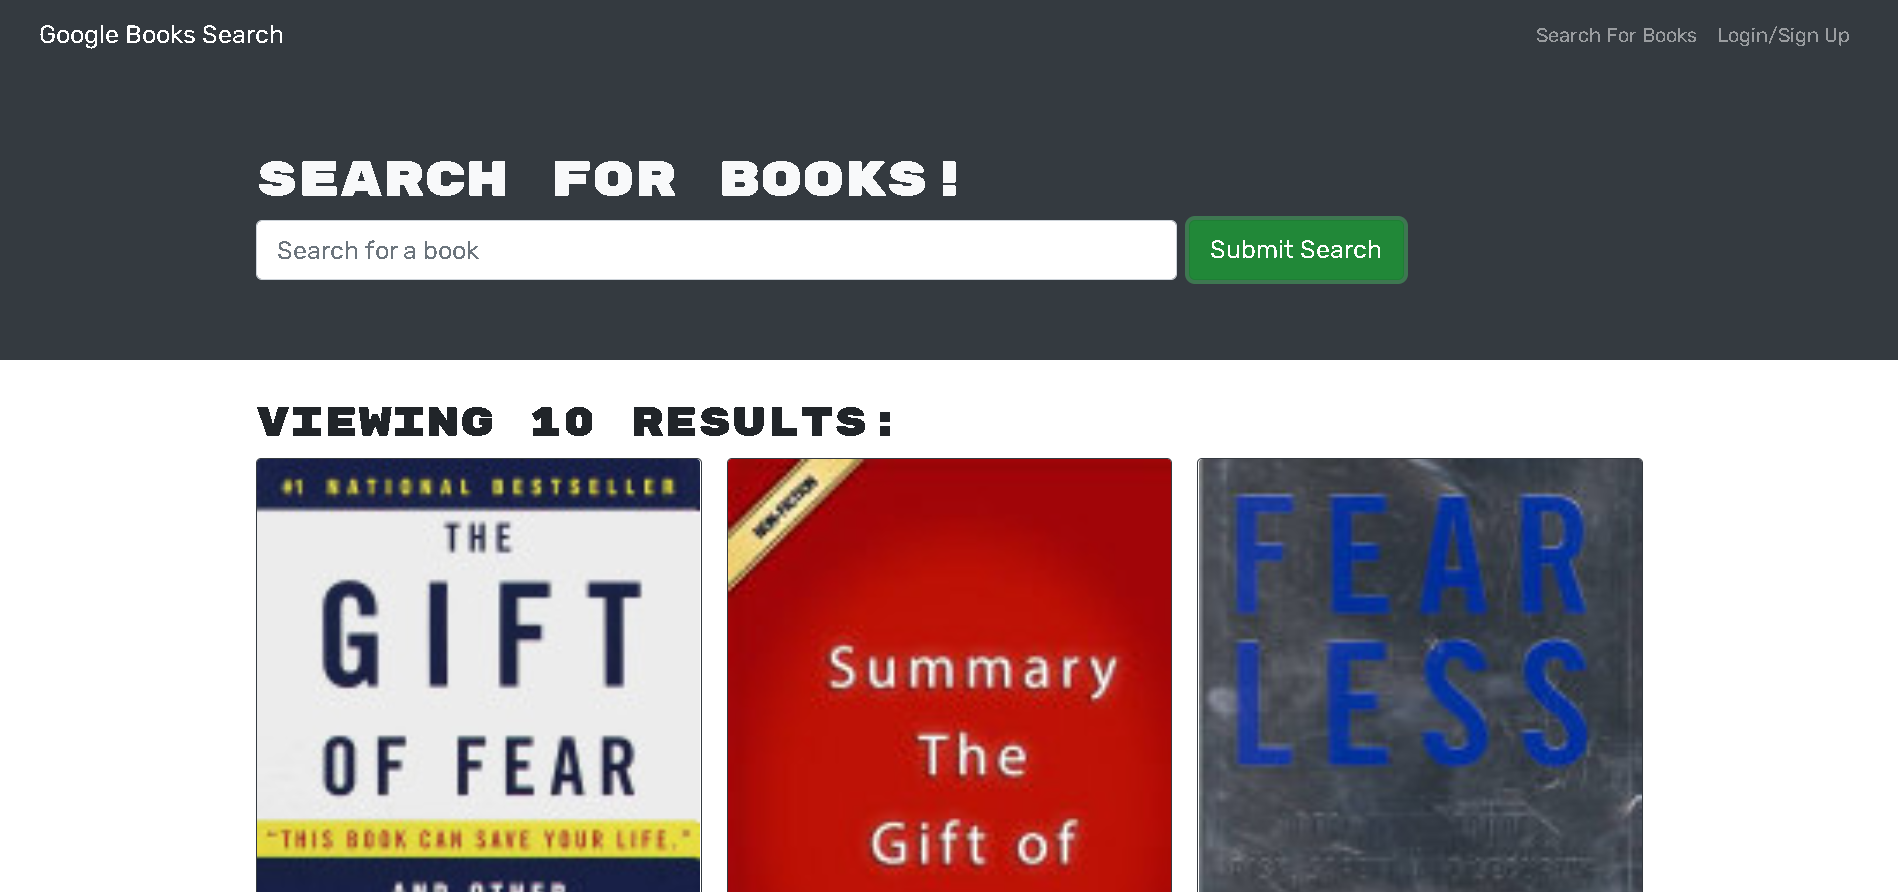 Google Books Search
Search For Books
Login/Sign Up
SEARCH FOR BOOKS!
Search for a book
Submit Search
VIEWING 10 RESULTS:
#1 NATIONAL BESTSELLER
THE
GIFT
OF FEAR
"THIS BOOK CAN SAVE YOUR LIFE."
AND OTHER
NON-FICTION
Summary
The
Gift of
FEAR
LESS